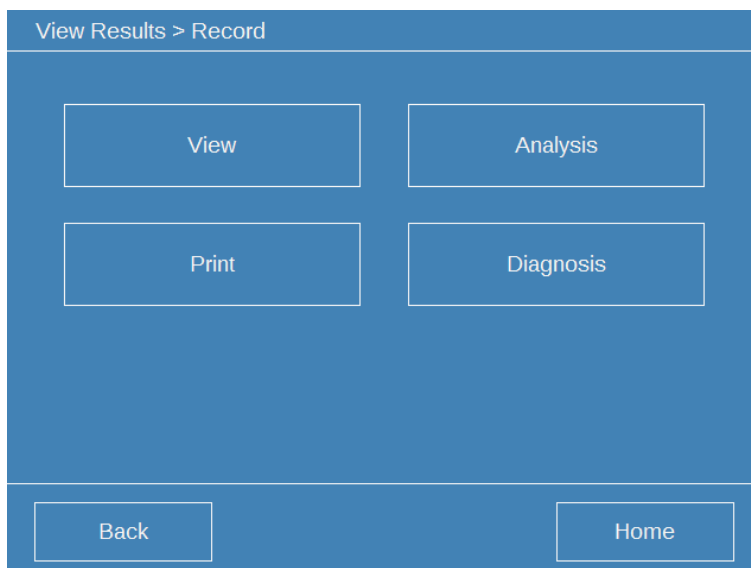 View Results > Record
View
Analysis
Print
Diagnosis
Back
Home